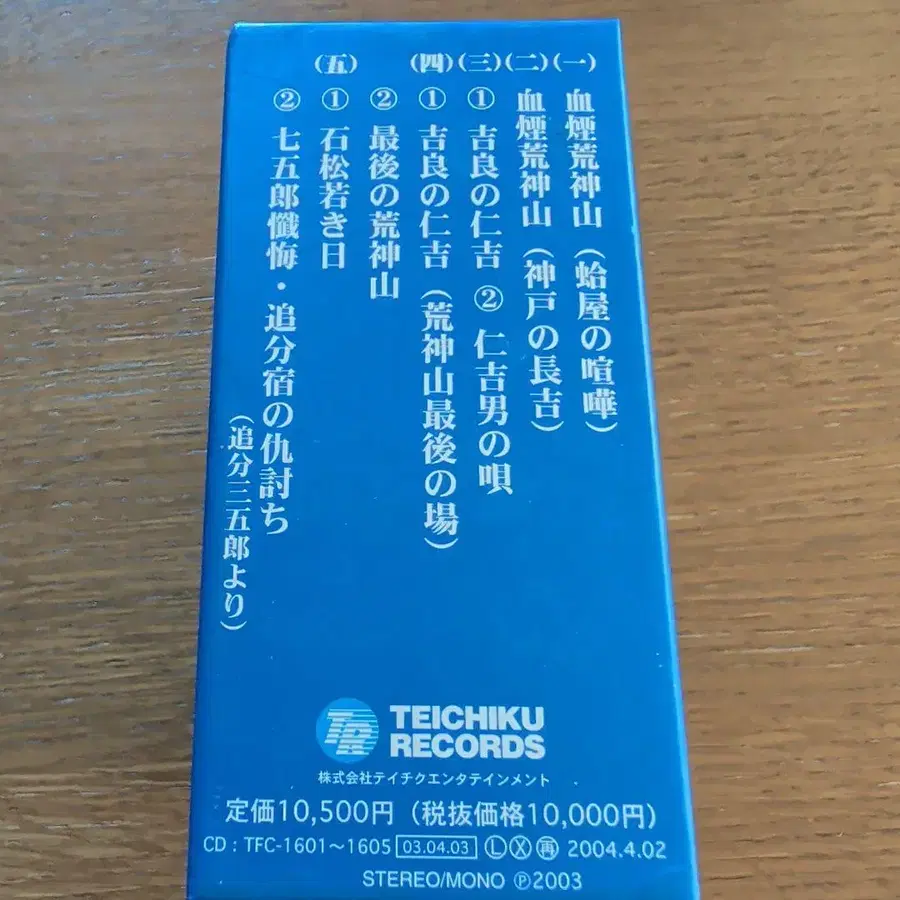 (一) 血煙荒神山 (蛤屋の喧嘩)
(二) 血煙荒神山 (神戸の長吉)
(三) ① 吉良の仁吉 ② 仁吉男の唄
(四) ① 吉良の仁吉 (荒神山最後の場)
② 最後の荒神山
(五) ① 石松若き日
② 七五郎懺悔・追分宿の仇討ち
(追分三五郎より)
TR
TEICHIKU
RECORDS
株式会社テイチクエンタテインメント
定価10,500円 (税抜価格10,000円)
CD : TFC-1601〜1605 03.04.03 Ⓛ Ⓧ ㊢ 2004.4.02
STEREO/MONO ℗2003